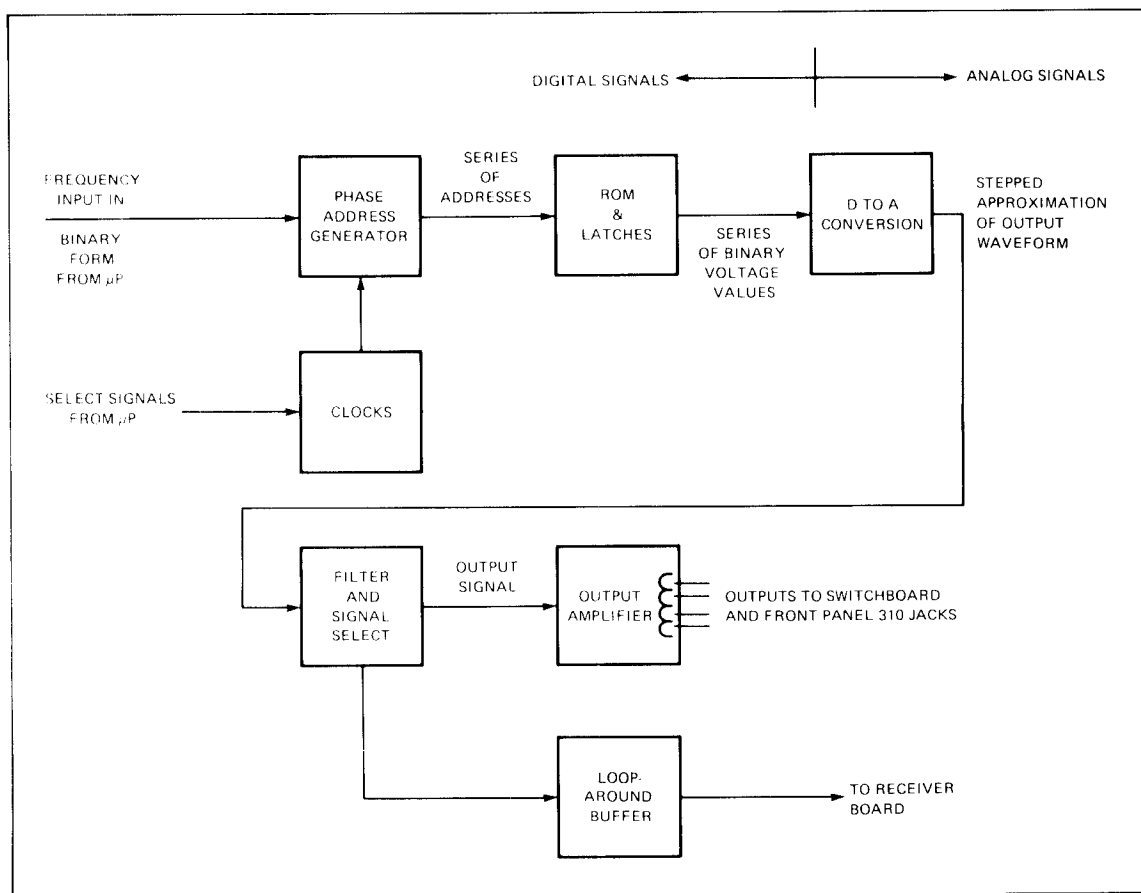 DIGITAL SIGNALS
ANALOG SIGNALS
FREQUENCY
INPUT IN
BINARY
FORM
FROM μP
PHASE
ADDRESS
GENERATOR
SERIES
OF
ADDRESSES
ROM
&
LATCHES
SERIES
OF BINARY
VOLTAGE
VALUES
D TO A
CONVERSION
STEPPED
APPROXIMATION
OF OUTPUT
WAVEFORM
SELECT SIGNALS
FROM μP
CLOCKS
FILTER
AND
SIGNAL
SELECT
OUTPUT
SIGNAL
OUTPUT
AMPLIFIER
OUTPUTS TO SWITCHBOARD
AND FRONT PANEL 310 JACKS
LOOP-
AROUND
BUFFER
TO RECEIVER
BOARD